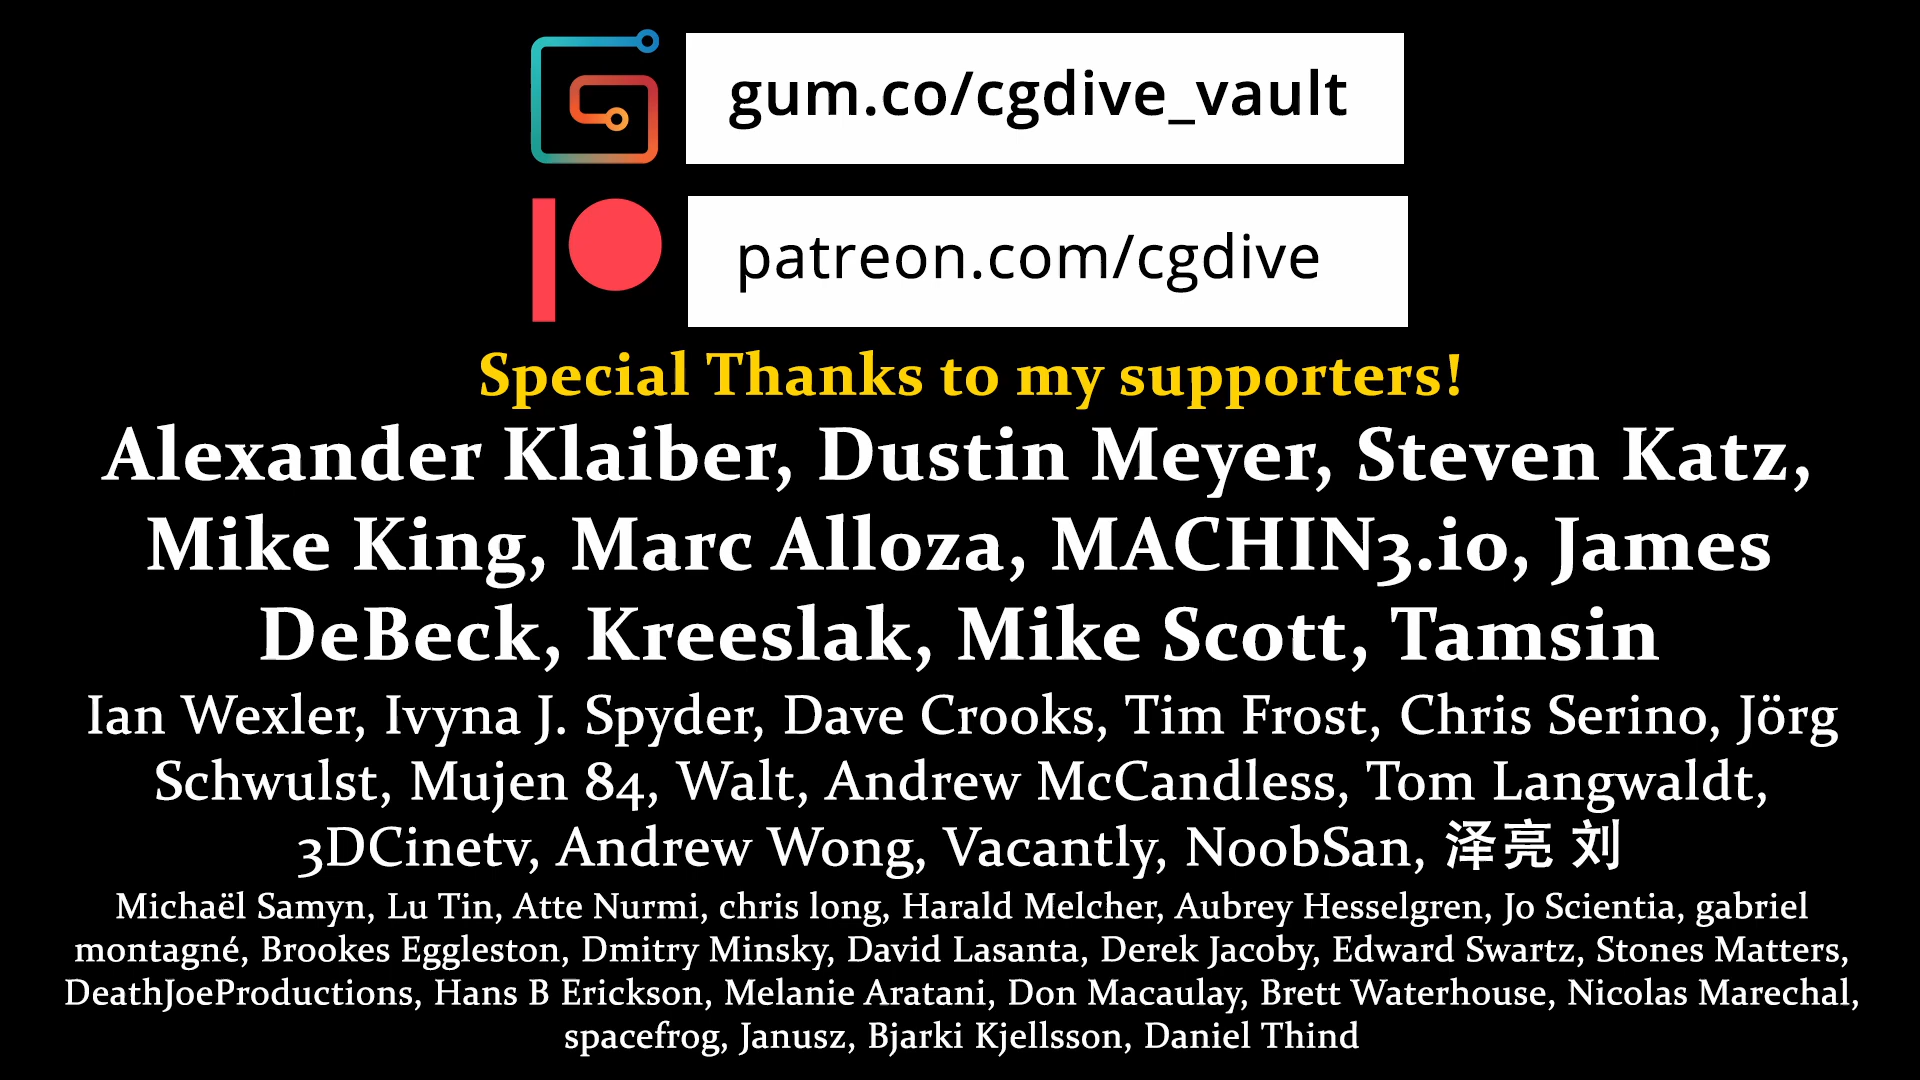 gum.co/cgdive_vault
patreon.com/cgdive
Special Thanks to my supporters!
Alexander Klaiber, Dustin Meyer, Steven Katz,
Mike King, Marc Alloza, MACHIN3.io, James
DeBeck, Kreeslak, Mike Scott, Tamsin
Ian Wexler, Ivyna J. Spyder, Dave Crooks, Tim Frost, Chris Serino, Jörg
Schwulst, Mujen 84, Walt, Andrew McCandless, Tom Langwaldt,
3DCinetv, Andrew Wong, Vacantly, NoobSan, 泽亮 刘
Michaël Samyn, Lu Tin, Atte Nurmi, chris long, Harald Melcher, Aubrey Hesselgren, Jo Scientia, gabriel
montagné, Brookes Eggleston, Dmitry Minsky, David Lasanta, Derek Jacoby, Edward Swartz, Stones Matters,
DeathJoeProductions, Hans B Erickson, Melanie Aratani, Don Macaulay, Brett Waterhouse, Nicolas Marechal,
spacefrog, Janusz, Bjarki Kjellsson, Daniel Thind